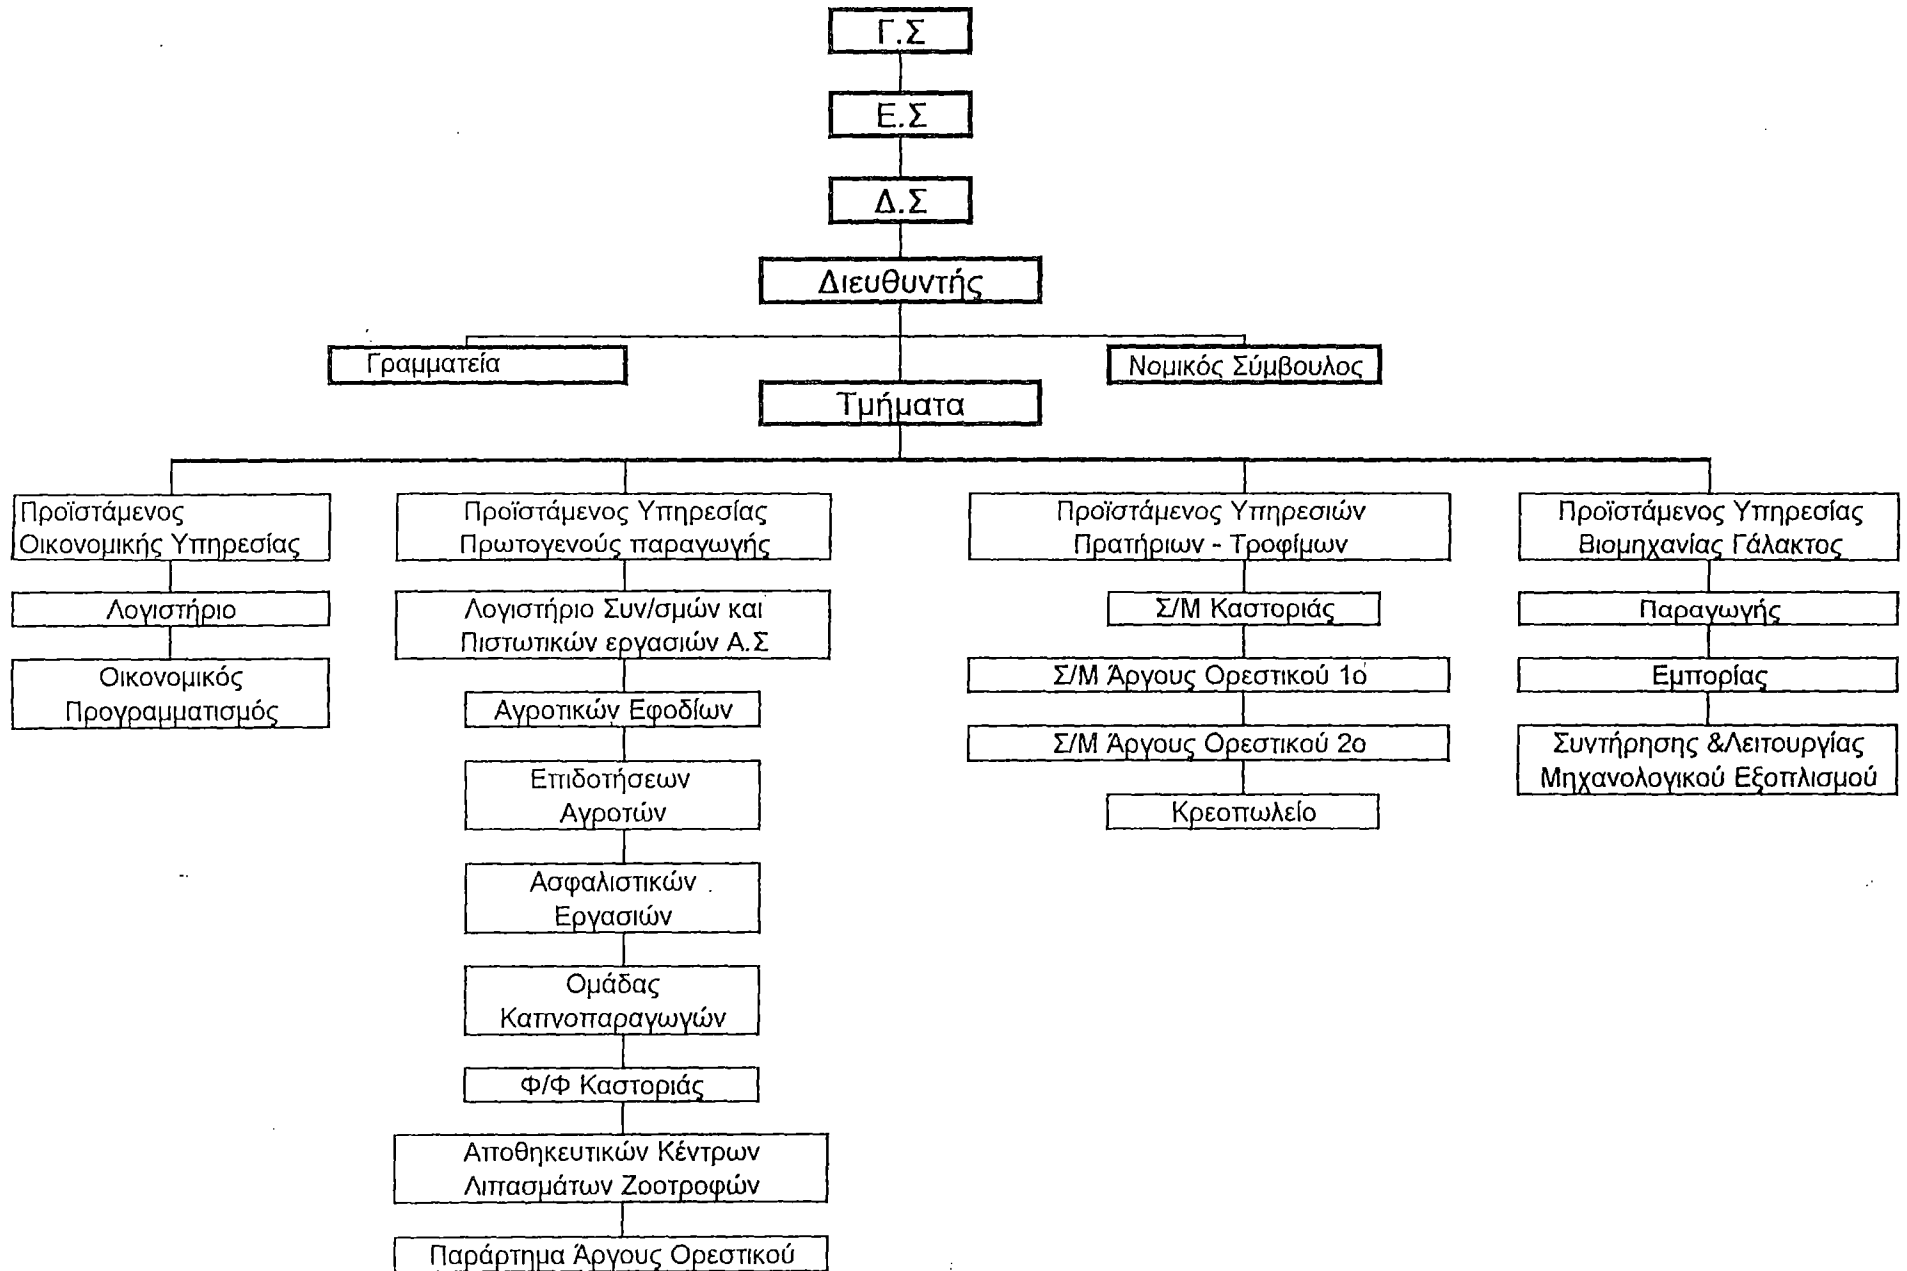 Γ.Σ
Ε.Σ
Δ.Σ
Διευθυντής
Γραμματεία
Νομικός Σύμβουλος
Τμήματα
Προϊστάμενος
Οικονομικής Υπηρεσίας
Λογιστήριο
Οικονομικός
Προγραμματισμός
Προϊστάμενος Υπηρεσίας
Πρωτογενούς παραγωγής
Λογιστήριο Συν/σμών και
Πιστωτικών εργασιών Α.Σ
Αγροτικών Εφοδίων
Επιδοτήσεων
Αγροτών
Ασφαλιστικών
Εργασιών
Ομάδας
Καπνοπαραγωγών
Φ/Φ Καστοριάς
Αποθηκευτικών Κέντρων
Λιπασμάτων Ζοοτροφών
Παράρτημα Άργους Ορεστικού
Προϊστάμενος Υπηρεσιών
Πρατήριων - Τροφίμων
Σ/Μ Καστοριάς
Σ/Μ Άργους Ορεστικού 1ο
Σ/Μ Άργους Ορεστικού 2ο
Κρεοπωλείο
Προϊστάμενος Υπηρεσίας
Βιομηχανίας Γάλακτος
Παραγωγής
Εμπορίας
Συντήρησης &Λειτουργίας
Μηχανολογικού Εξοπλισμού